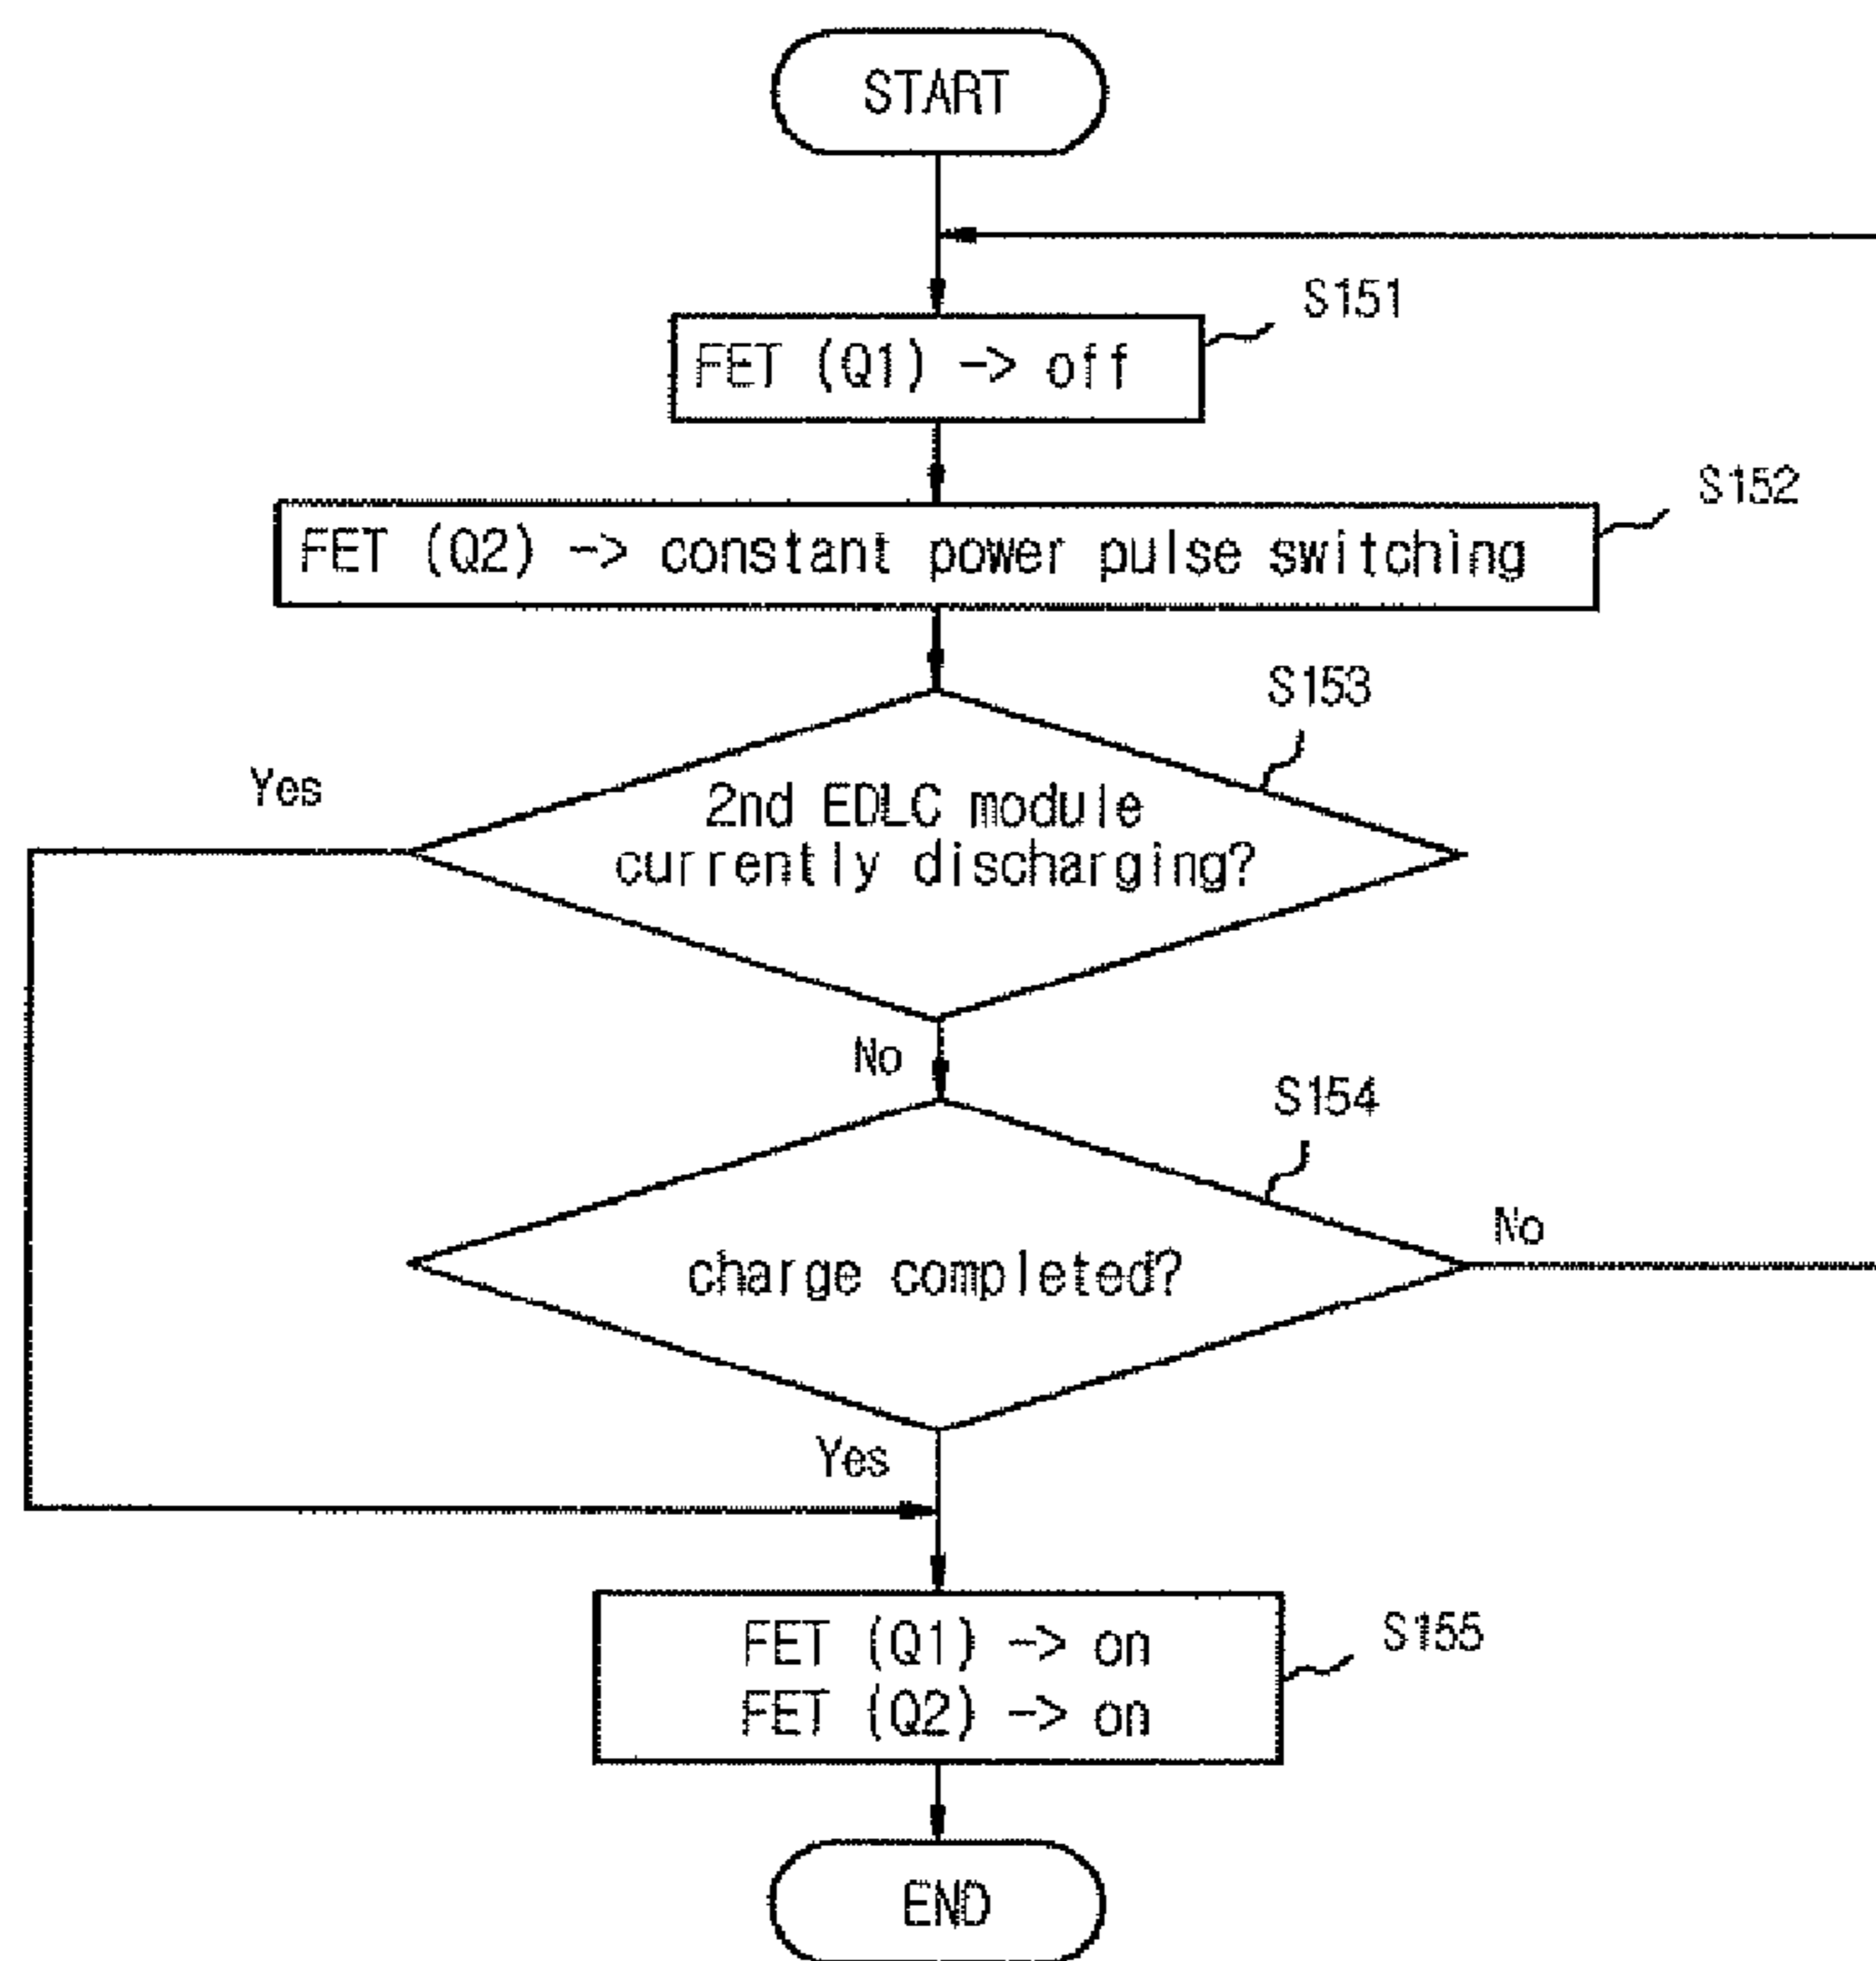 START
S151
FET (Q1) -> off
S152
FET (Q2) -> constant power pulse switching
S153
Yes
2nd EDLC module
currently discharging?
No
S154
No
charge completed?
Yes
S155
FET (Q1) -> on
FET (Q2) -> on
END